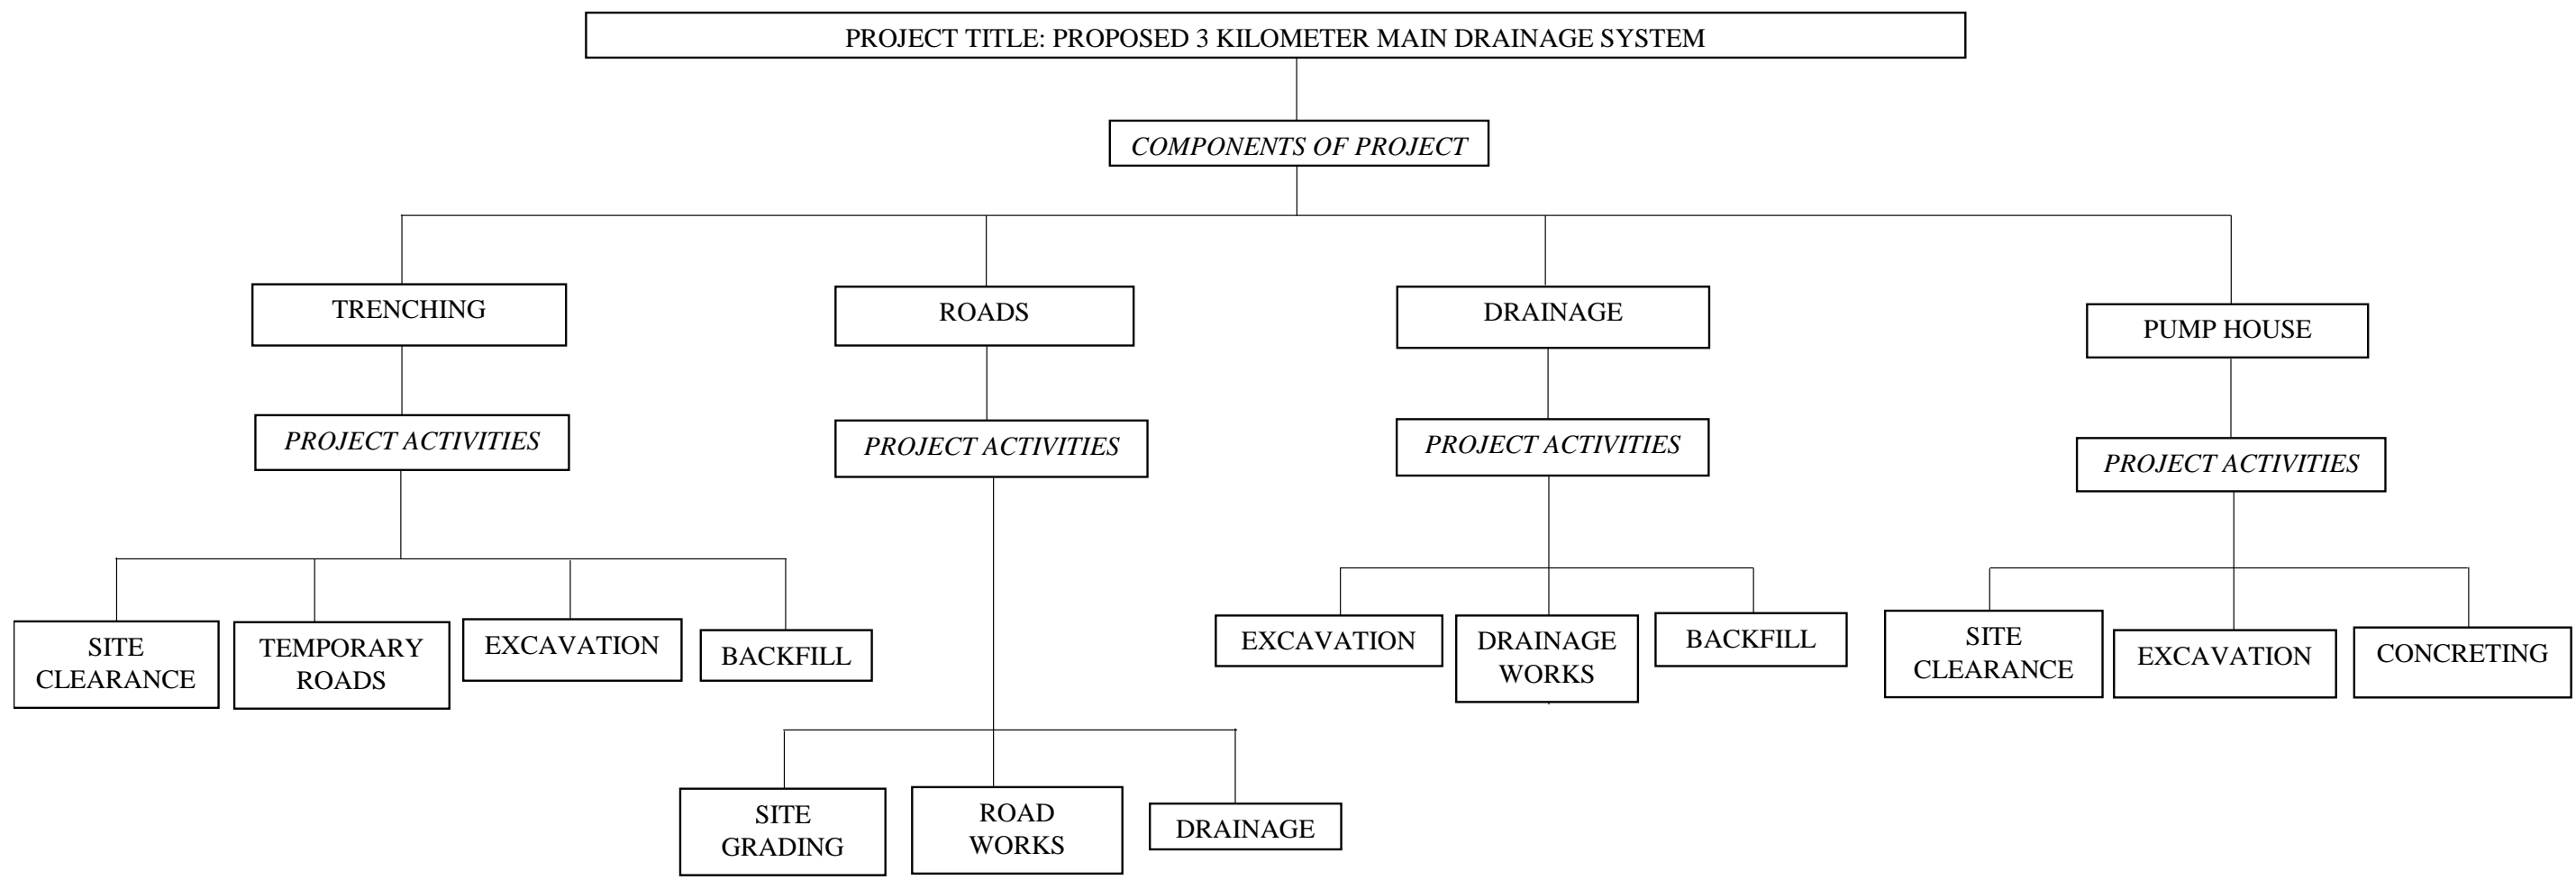 PROJECT TITLE: PROPOSED 3 KILOMETER MAIN DRAINAGE SYSTEM
COMPONENTS OF PROJECT
TRENCHING
ROADS
DRAINAGE
PUMP HOUSE
PROJECT ACTIVITIES
PROJECT ACTIVITIES
PROJECT ACTIVITIES
PROJECT ACTIVITIES
SITE
CLEARANCE
TEMPORARY
ROADS
EXCAVATION
BACKFILL
EXCAVATION
DRAINAGE
WORKS
BACKFILL
SITE
CLEARANCE
EXCAVATION
CONCRETING
SITE
GRADING
ROAD
WORKS
DRAINAGE